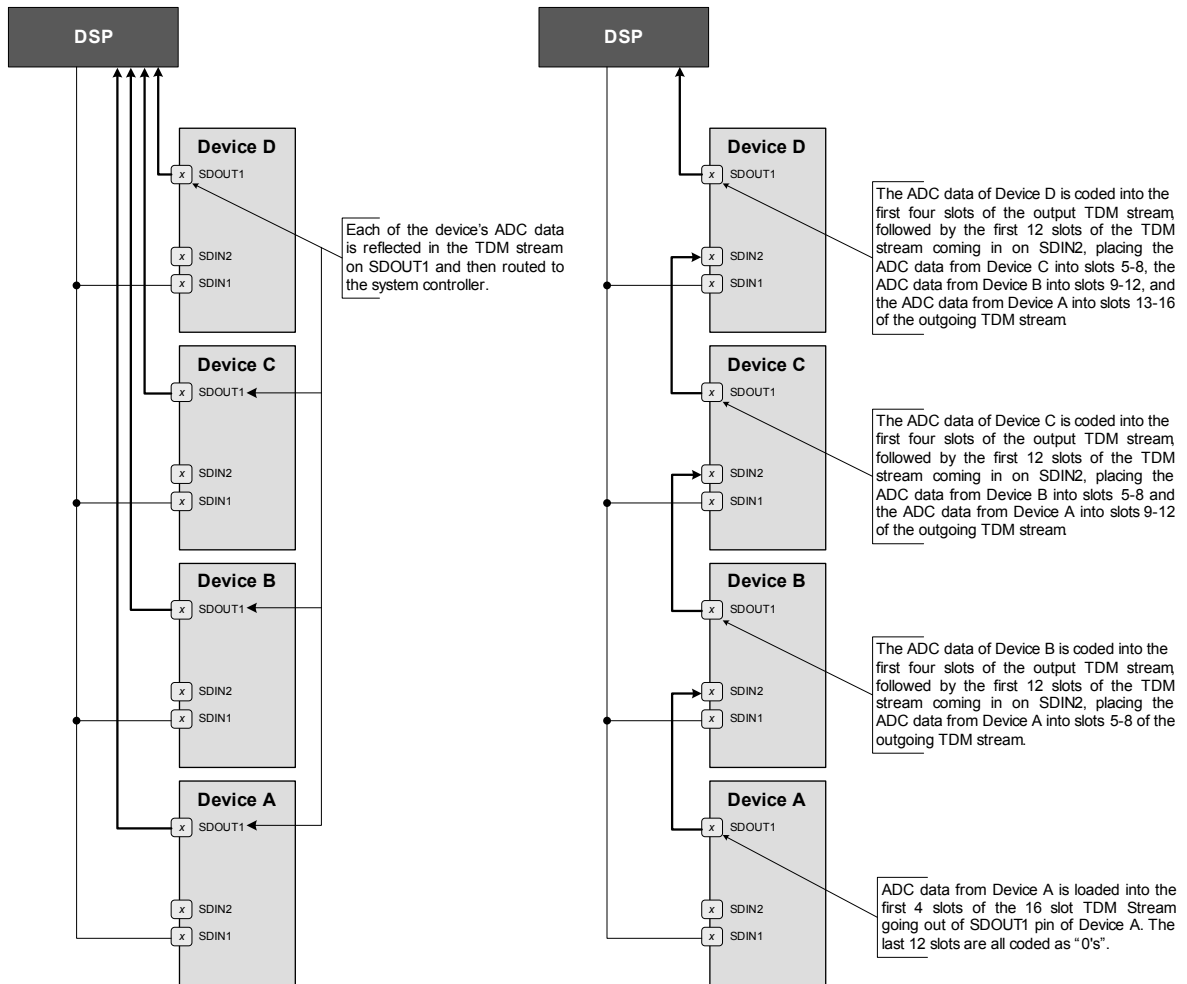 DSP
Device D
x SDOUT1
x SDIN2
x SDIN1
Each of the device's ADC data
is reflected in the TDM stream
on SDOUT1 and then routed to
the system controller.
Device C
x SDOUT1
x SDIN2
x SDIN1
Device B
x SDOUT1
x SDIN2
x SDIN1
Device A
x SDOUT1
x SDIN2
x SDIN1
DSP
Device D
x SDOUT1
x SDIN2
x SDIN1
The ADC data of Device D is coded into the
first four slots of the output TDM stream,
followed by the first 12 slots of the TDM
stream coming in on SDIN2, placing the
ADC data from Device C into slots 5-8, the
ADC data from Device B into slots 9-12, and
the ADC data from Device A into slots 13-16
of the outgoing TDM stream.
Device C
x SDOUT1
x SDIN2
x SDIN1
The ADC data of Device C is coded into the
first four slots of the output TDM stream,
followed by the first 12 slots of the TDM
stream coming in on SDIN2, placing the
ADC data from Device B into slots 5-8 and
the ADC data from Device A into slots 9-12
of the outgoing TDM stream.
Device B
x SDOUT1
x SDIN2
x SDIN1
The ADC data of Device B is coded into the
first four slots of the output TDM stream,
followed by the first 12 slots of the TDM
stream coming in on SDIN2, placing the
ADC data from Device A into slots 5-8 of the
outgoing TDM stream.
Device A
x SDOUT1
x SDIN2
x SDIN1
ADC data from Device A is loaded into the
first 4 slots of the 16 slot TDM Stream
going out of SDOUT1 pin of Device A. The
last 12 slots are all coded as "0's".